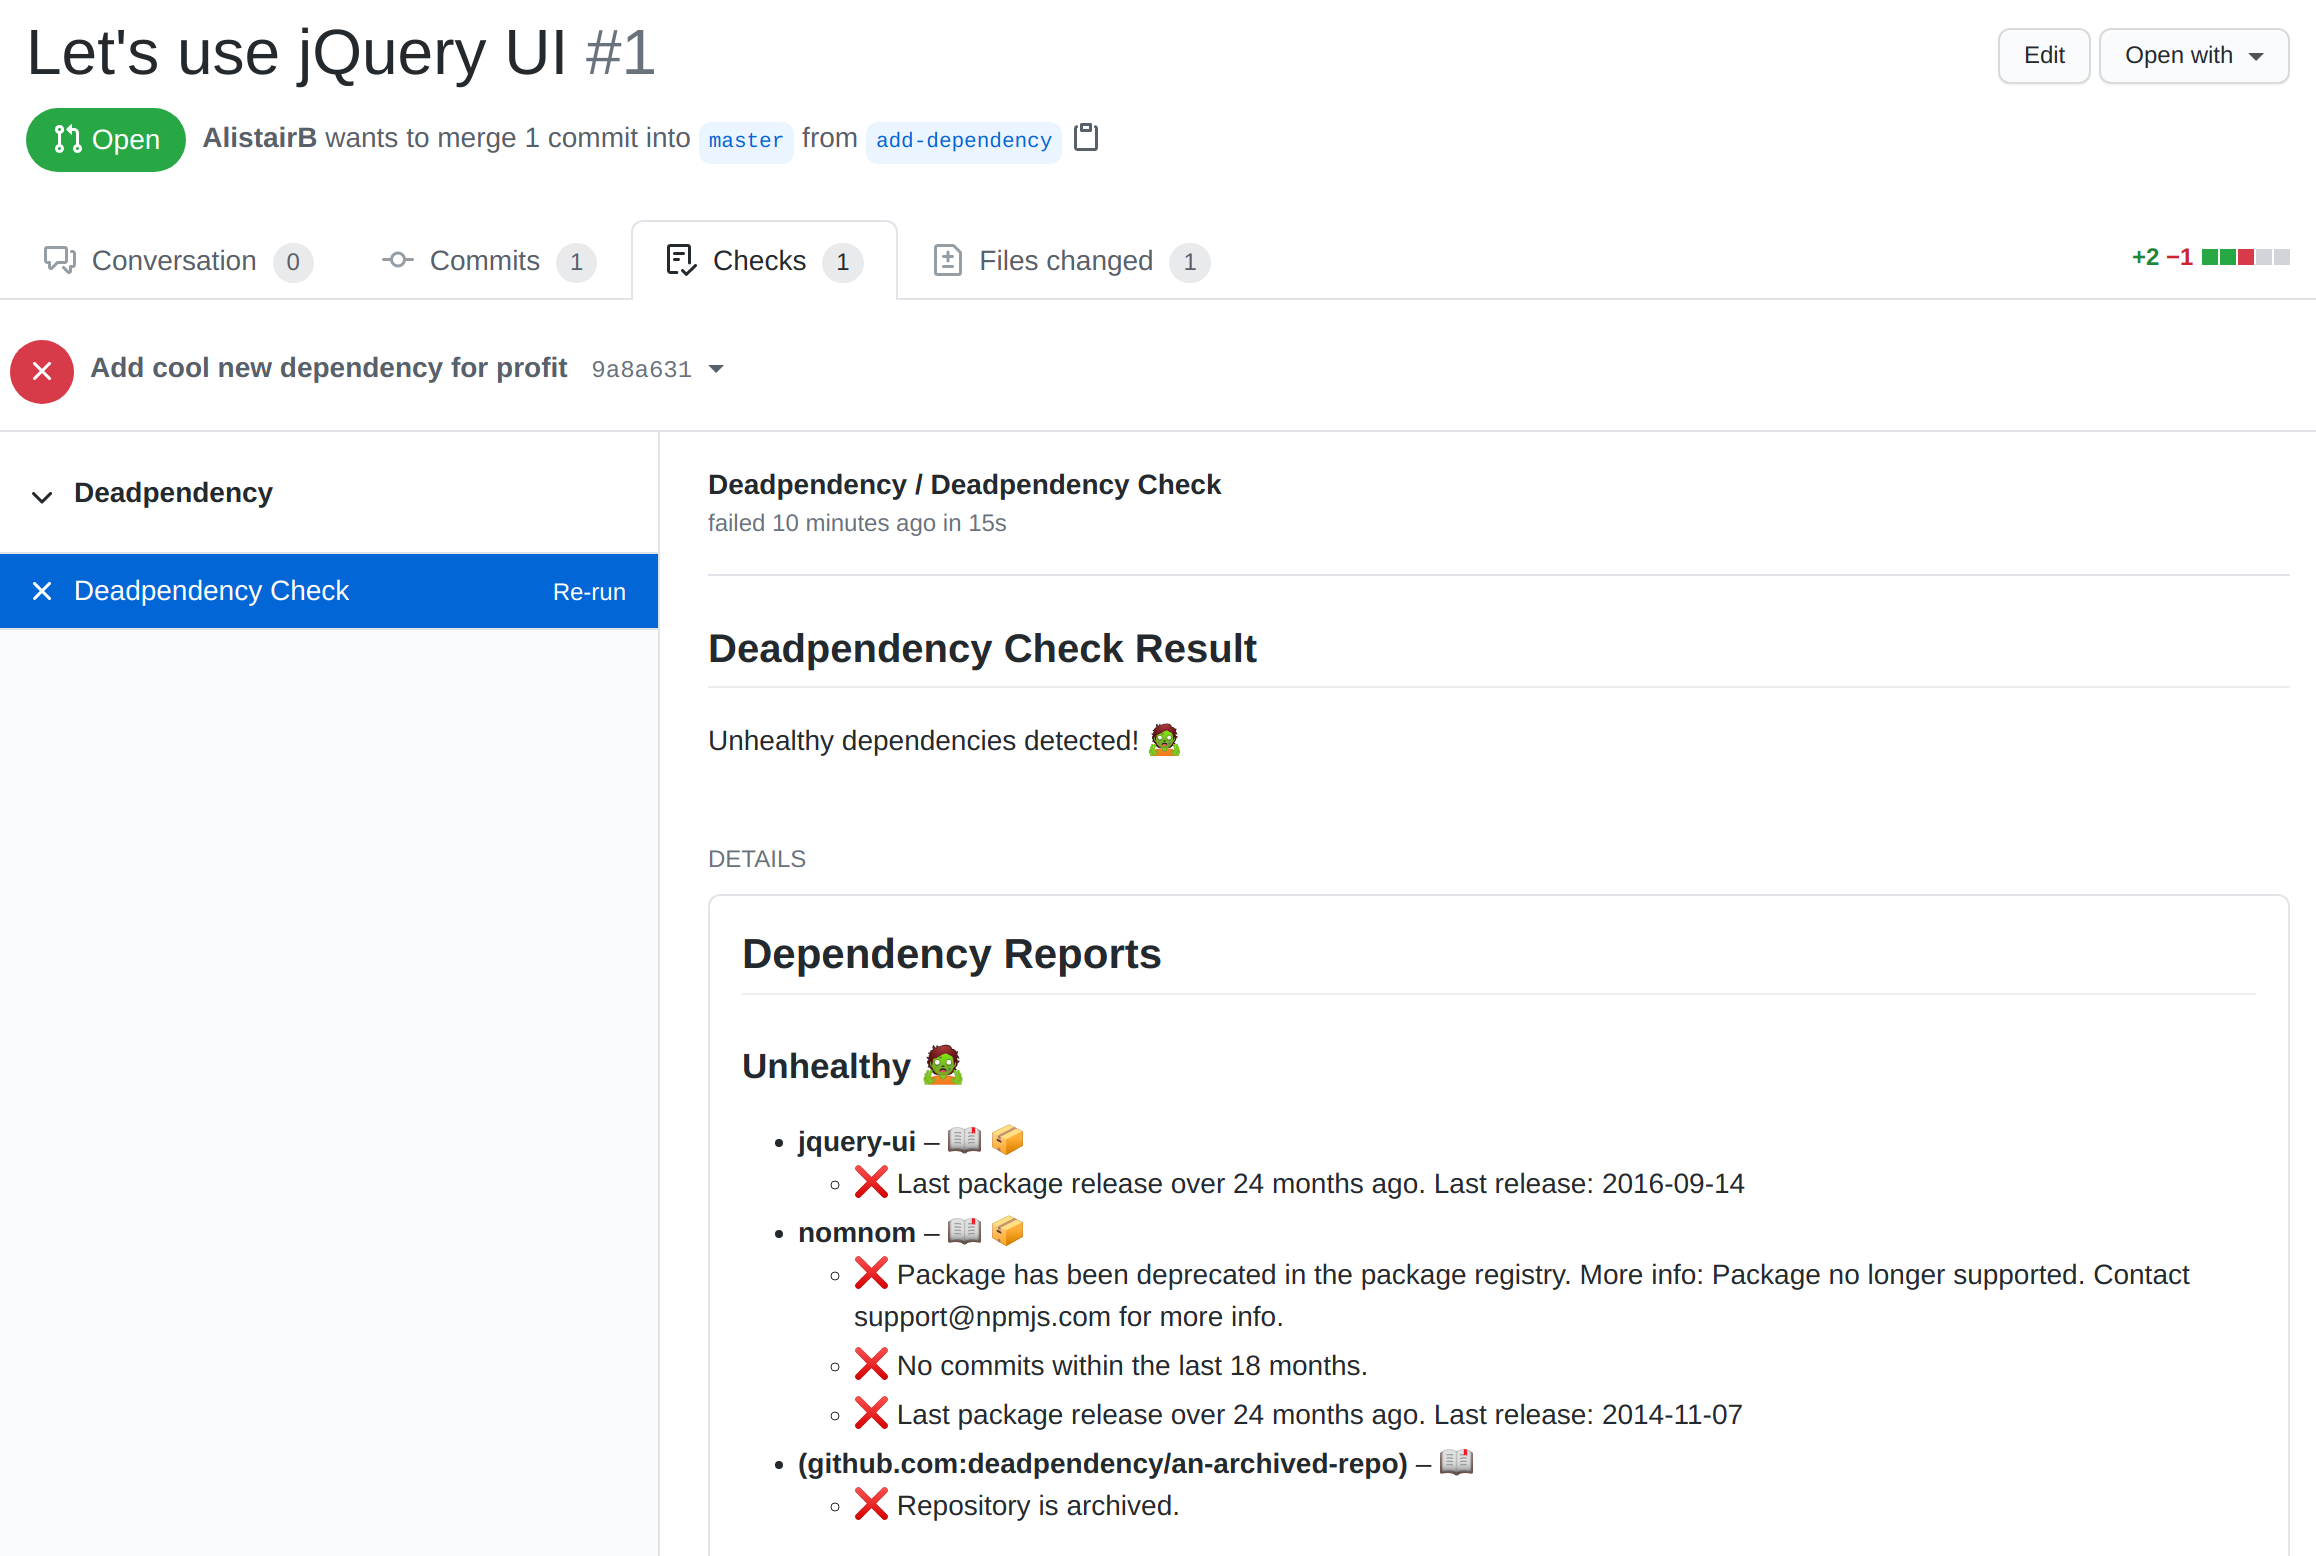 Let's use jQuery UI #1
Edit
Open with
Open
AlistairB wants to merge 1 commit into master from add-dependency
Conversation 0
Commits 1
Checks 1
Files changed 1
+2 −1
Add cool new dependency for profit 9a8a631
Deadpendency
Deadpendency Check
Re-run
Deadpendency / Deadpendency Check
failed 10 minutes ago in 15s
Deadpendency Check Result
Unhealthy dependencies detected! 🧟
DETAILS
Dependency Reports
Unhealthy 🧟
• jquery-ui – 📖 📦
◦ ❌ Last package release over 24 months ago. Last release: 2016-09-14
• nomnom – 📖 📦
◦ ❌ Package has been deprecated in the package registry. More info: Package no longer supported. Contact
support@npmjs.com for more info.
◦ ❌ No commits within the last 18 months.
◦ ❌ Last package release over 24 months ago. Last release: 2014-11-07
• (github.com:deadpendency/an-archived-repo) – 📖
◦ ❌ Repository is archived.